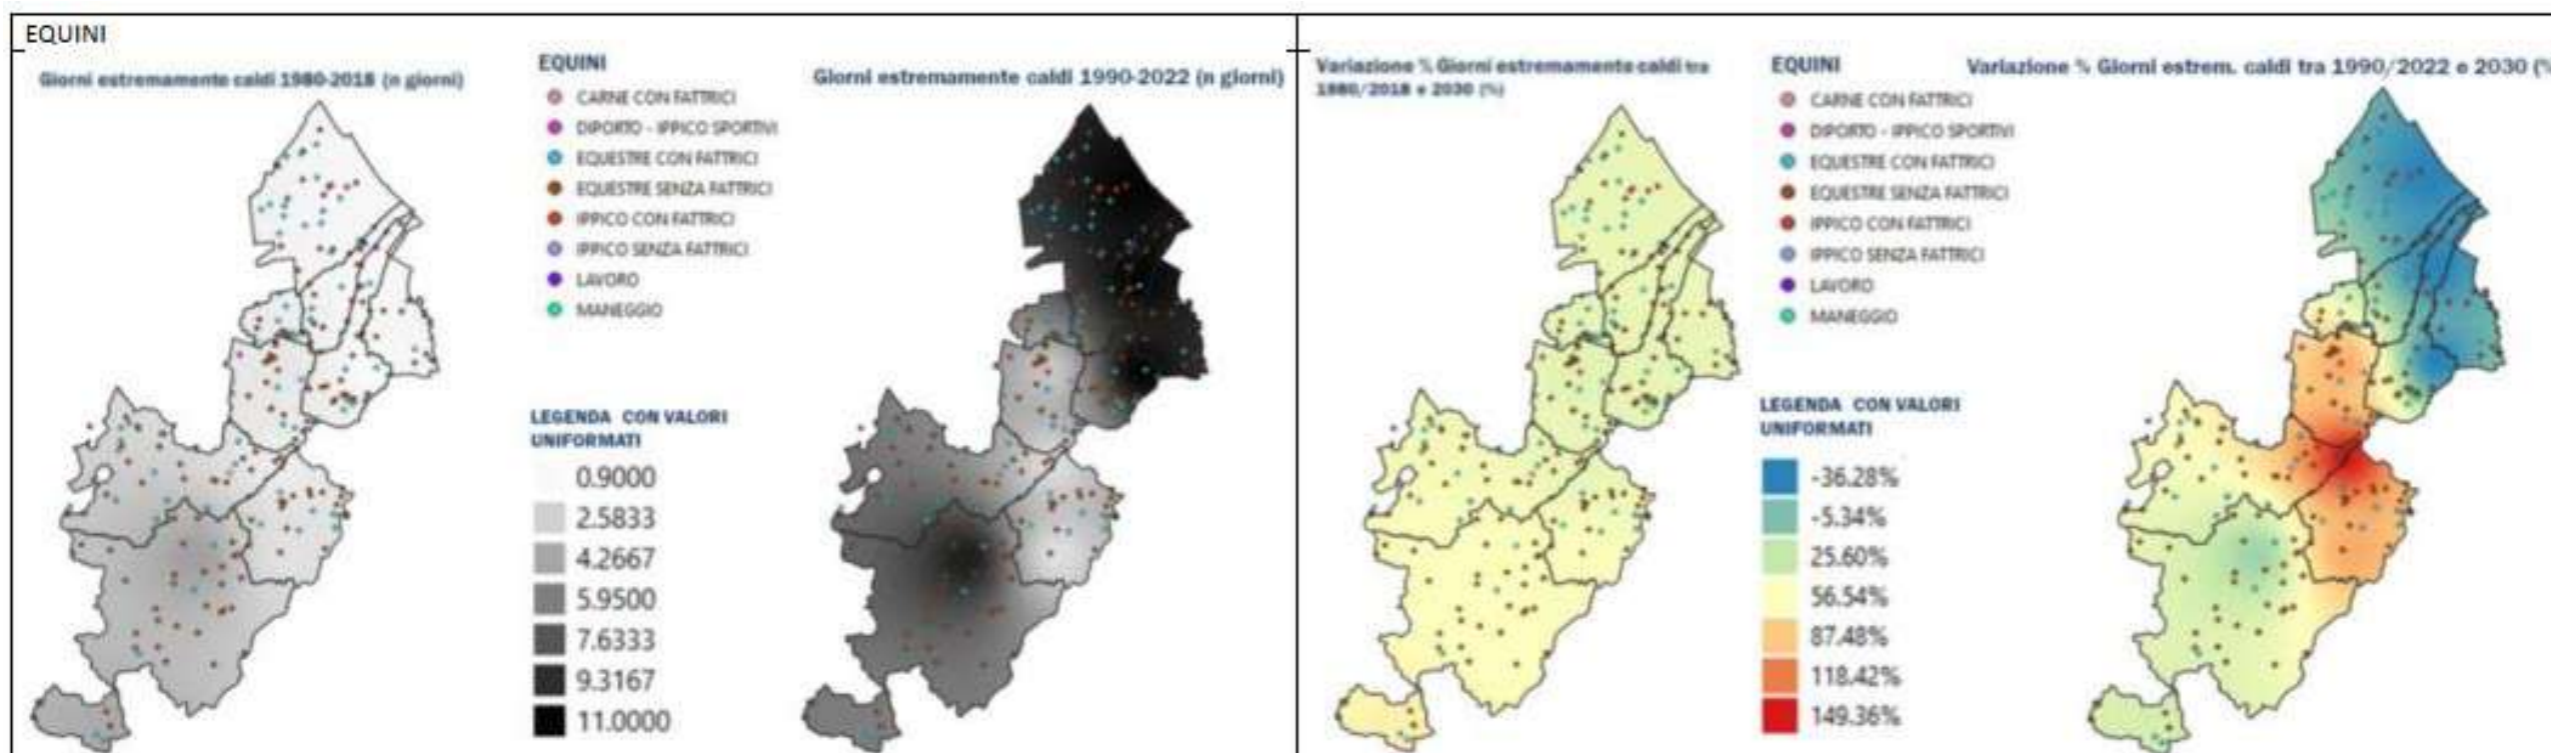 EQUINI
Giorni estremamente caldi 1980-2018 (n giorni)
EQUINI
CARNE CON FATTRICI
DIPORTO - IPPICO SPORTIVI
EQUESTRE CON FATTRICI
EQUESTRE SENZA FATTRICI
IPPICO CON FATTRICI
IPPICO SENZA FATTRICI
LAVORO
MANEGGIO
LEGENDA CON VALORI
UNIFORMATI
0.9000
2.5833
4.2667
5.9500
7.6333
9.3167
11.0000
Giorni estremamente caldi 1990-2022 (n giorni)
Variazione % Giorni estremamente caldi tra
1980/2018 e 2030 (%)
EQUINI
CARNE CON FATTRICI
DIPORTO - IPPICO SPORTIVI
EQUESTRE CON FATTRICI
EQUESTRE SENZA FATTRICI
IPPICO CON FATTRICI
IPPICO SENZA FATTRICI
LAVORO
MANEGGIO
LEGENDA CON VALORI
UNIFORMATI
-36.28%
-5.34%
25.60%
56.54%
87.48%
118.42%
149.36%
Variazione % Giorni estrem. caldi tra 1990/2022 e 2030 (%